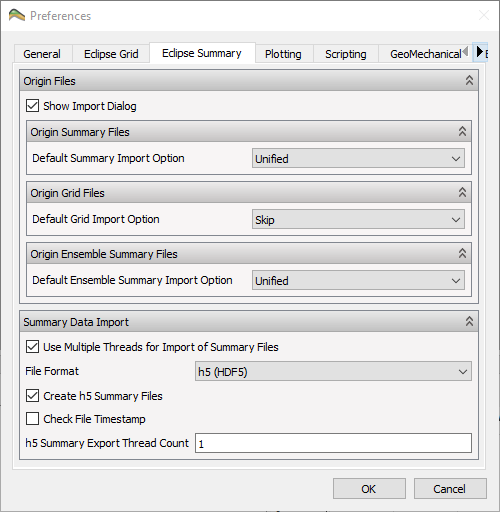 Preferences
General Eclipse Grid Eclipse Summary Plotting Scripting GeoMechanical
Origin Files
Show Import Dialog
Origin Summary Files
Default Summary Import Option Unified
Origin Grid Files
Default Grid Import Option Skip
Origin Ensemble Summary Files
Default Ensemble Summary Import Option Unified
Summary Data Import
Use Multiple Threads for Import of Summary Files
File Format h5 (HDF5)
Create h5 Summary Files
Check File Timestamp
h5 Summary Export Thread Count 1
OK Cancel